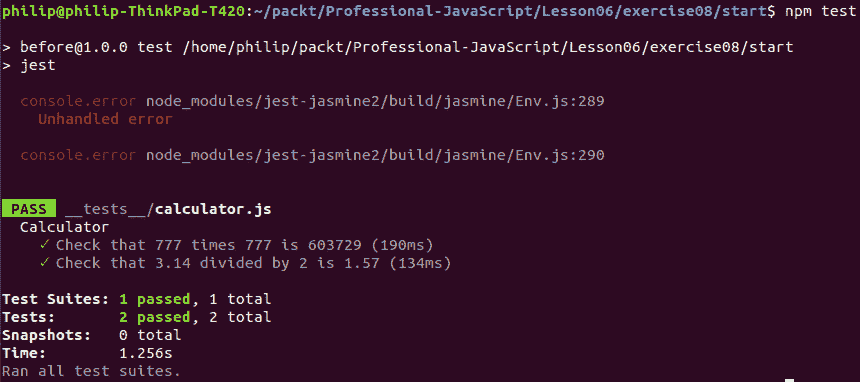 philip@philip-ThinkPad-T420:~/packt/Professional-JavaScript/Lesson06/exercise08/start$ npm test
> before@1.0.0 test /home/philip/packt/Professional-JavaScript/Lesson06/exercise08/start
> jest
console.error node_modules/jest-jasmine2/build/jasmine/Env.js:289
Unhandled error
console.error node_modules/jest-jasmine2/build/jasmine/Env.js:290
PASS __tests__/calculator.js
Calculator
✓ Check that 777 times 777 is 603729 (190ms)
✓ Check that 3.14 divided by 2 is 1.57 (134ms)
Test Suites: 1 passed, 1 total
Tests: 2 passed, 2 total
Snapshots: 0 total
Time: 1.256s
Ran all test suites.